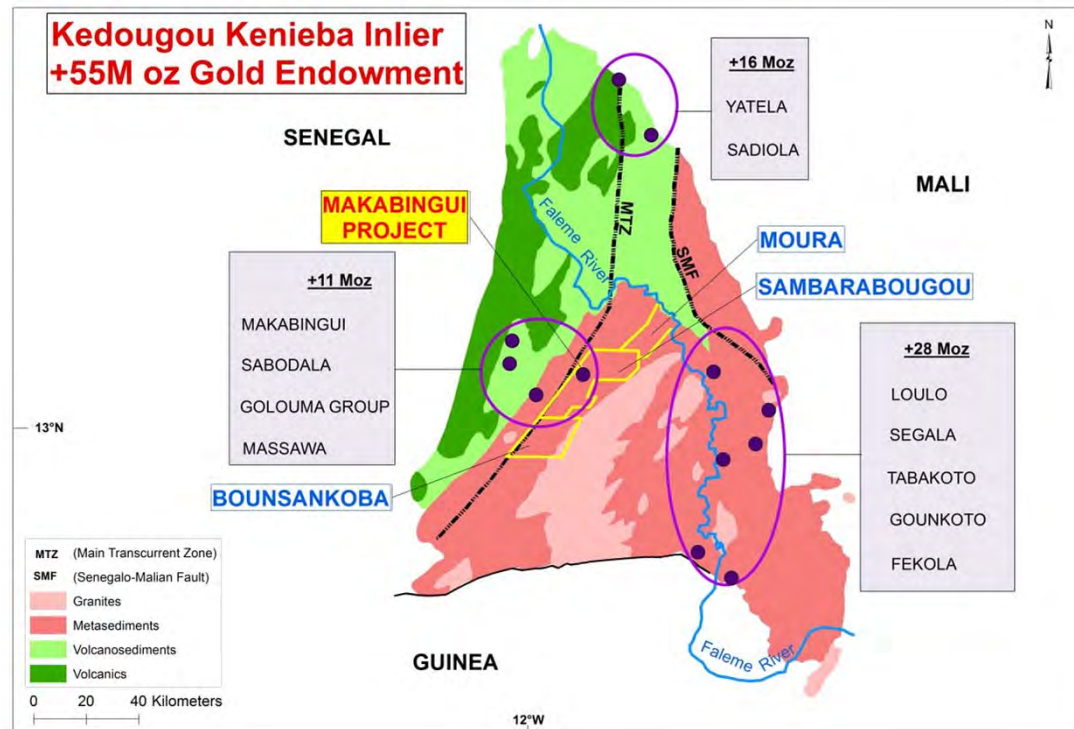 Kedougou Kenieba Inlier
+55M oz Gold Endowment
N
SENEGAL
MALI
GUINEA
+16 Moz
YATELA
SADIOLA
MAKABINGUI
PROJECT
Faleme River
MTZ
SMF
MOURA
SAMBARABOUGOU
+11 Moz
MAKABINGUI
SABODALA
GOLOUMA GROUP
MASSAWA
+28 Moz
LOULO
SEGALA
TABAKOTO
GOUNKOTO
FEKOLA
13°N
BOUNSANKOBA
MTZ (Main Transcurrent Zone)
SMF (Senegalo-Malian Fault)
Granites
Metasediments
Volcanosediments
Volcanics
0 20 40 Kilometers
Faleme River
12°W